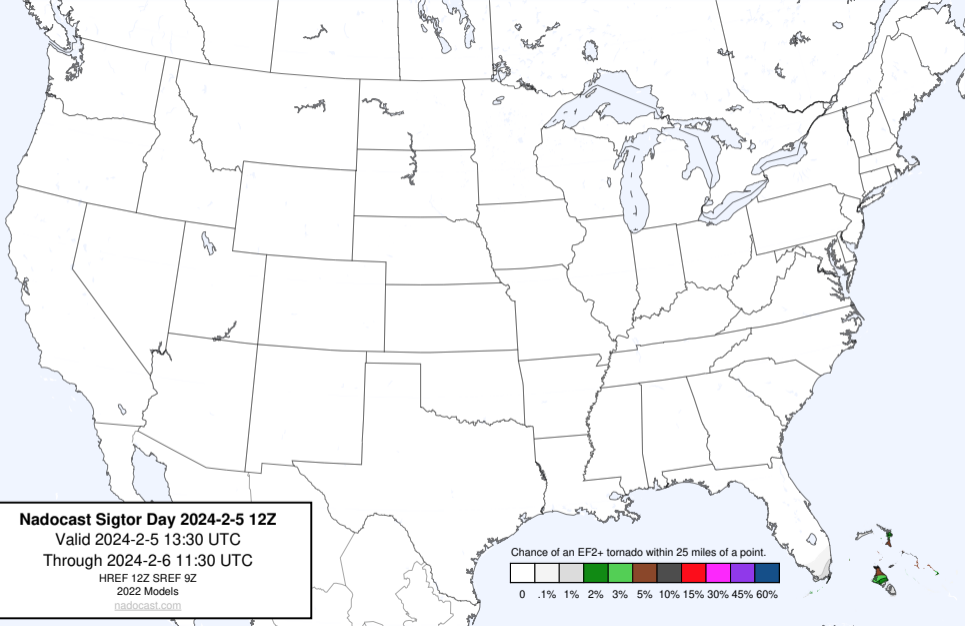 Nadocast Sigtor Day 2024-2-5 12Z
Valid 2024-2-5 13:30 UTC
Through 2024-2-6 11:30 UTC
HREF 12Z SREF 9Z
2022 Models
nadocast.com
Chance of an EF2+ tornado within 25 miles of a point.
0 .1% 1% 2% 3% 5% 10% 15% 30% 45% 60%